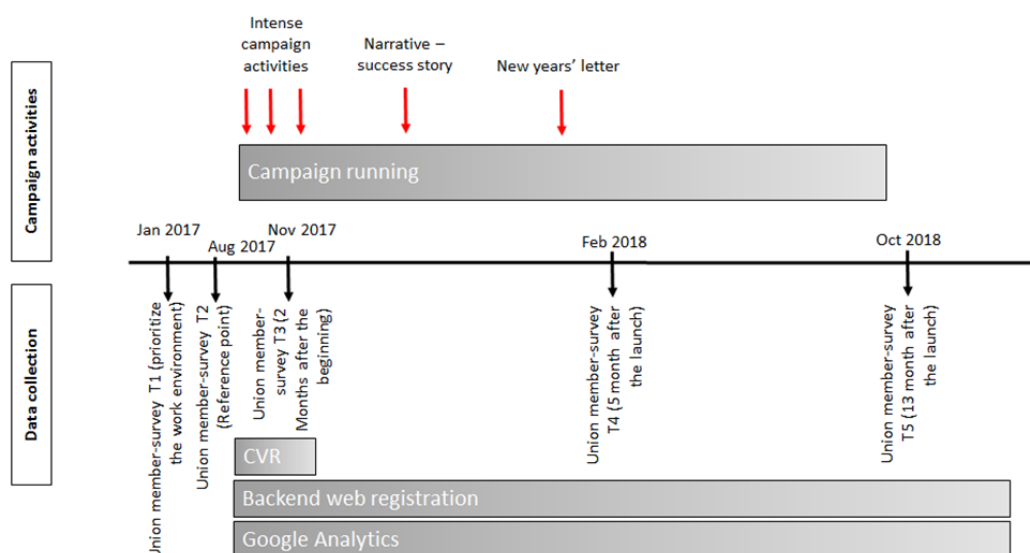 Intense
campaign
activities
Narrative –
success story
New years' letter
Campaign activities
Campaign running
Jan 2017
Aug 2017
Nov 2017
Feb 2018
Oct 2018
Data collection
Union member-survey T1 (prioritize
the work environment)
Union member-survey T2
(Reference point)
Union member-
survey T3 (2
Months after the
beginning)
Union member-survey
T4 (5 month after
the launch)
Union member-survey
T5 (13 month after
the launch)
CVR
Backend web registration
Google Analytics